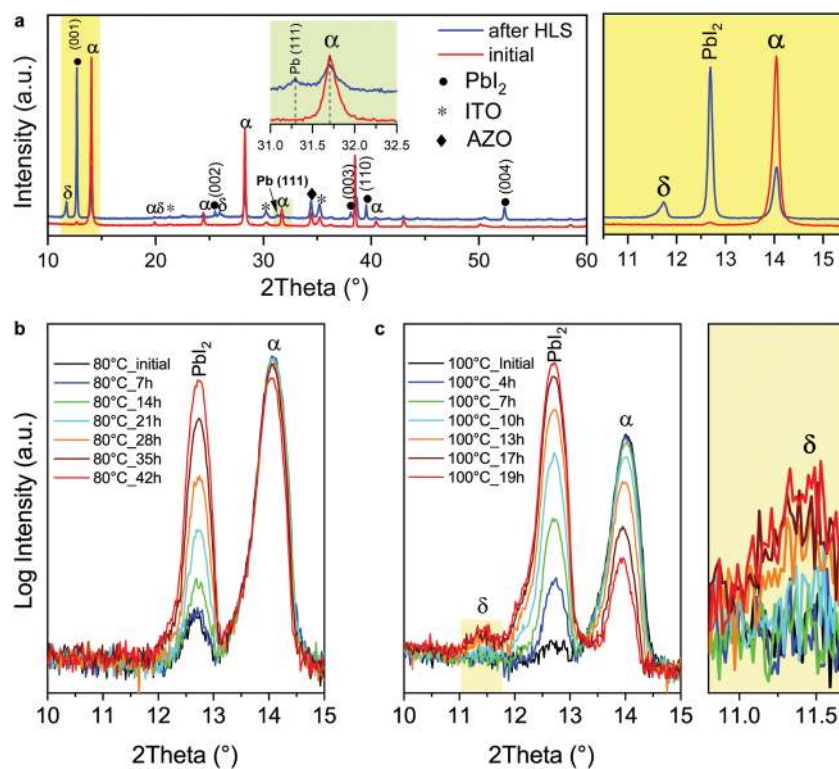 a
Intensity (a.u.)
(001)
α
δ
αδ *
α
(002)
δ
α
*
Pb (111)
α
*
(003)
(110)
α
(004)
Pb (111)
α
31.0 31.5 32.0 32.5
after HLS
initial
● PbI₂
* ITO
♦ AZO
10 20 30 40 50 60
2Theta (°)
δ
PbI₂
α
11 12 13 14 15
b
Log Intensity (a.u.)
80°C_initial
80°C_7h
80°C_14h
80°C_21h
80°C_28h
80°C_35h
80°C_42h
PbI₂
α
10 11 12 13 14 15
2Theta (°)
c
100°C_Initial
100°C_4h
100°C_7h
100°C_10h
100°C_13h
100°C_17h
100°C_19h
δ
PbI₂
α
10 11 12 13 14 15
2Theta (°)
δ
11.0 11.5